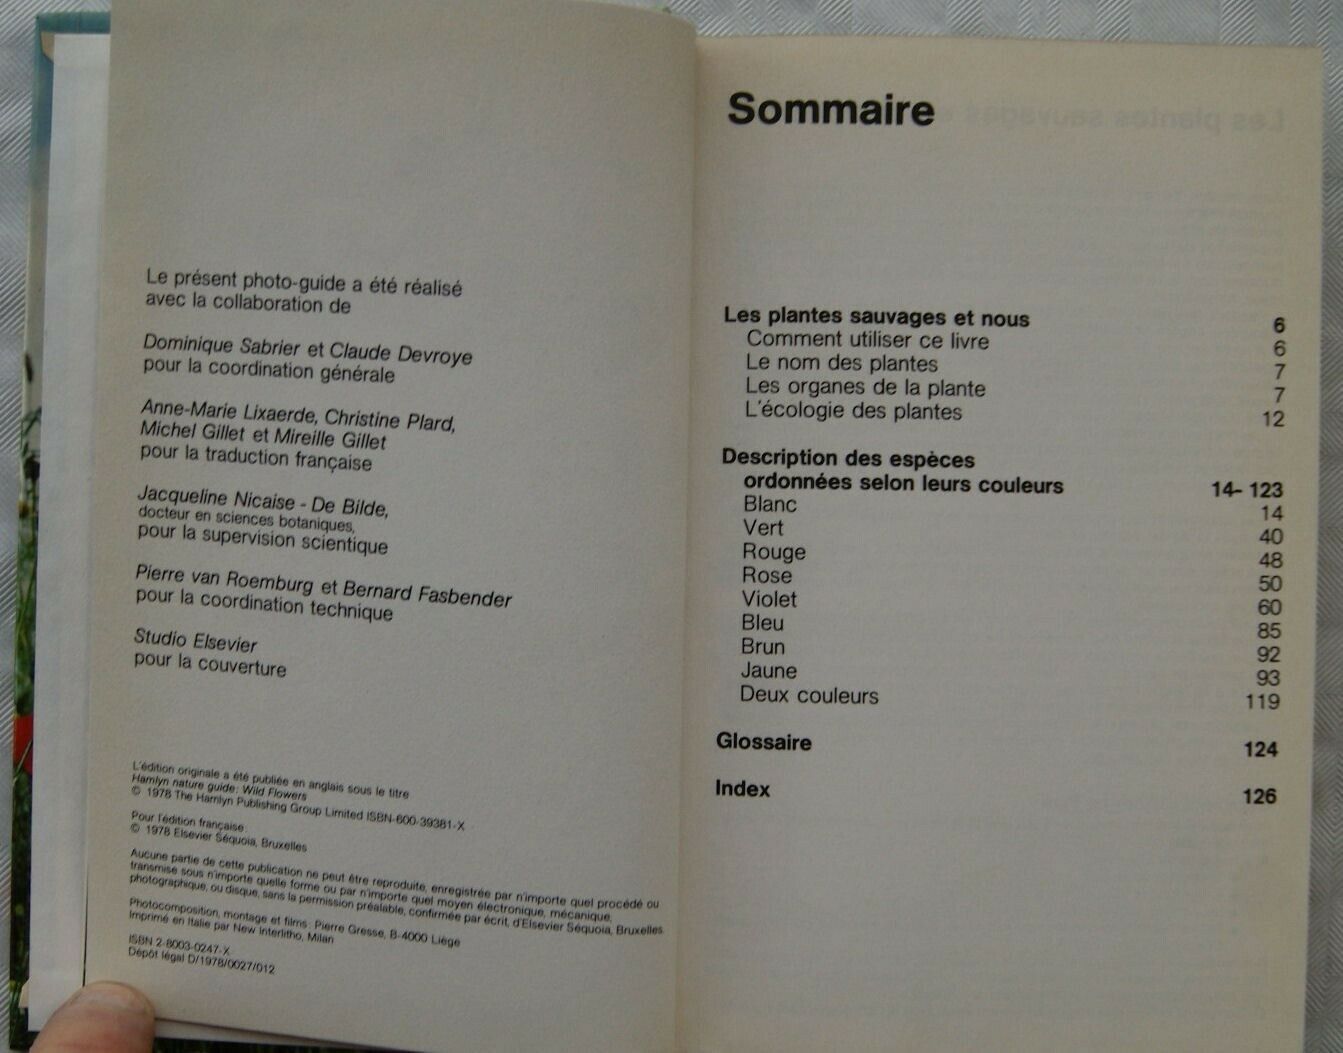 Le présent photo-guide a été réalisé
avec la collaboration de
Dominique Sabrier et Claude Devroye
pour la coordination générale
Anne-Marie Lixaerde, Christine Plard,
Michel Gillet et Mireille Gillet
pour la traduction française
Jacqueline Nicaise - De Bilde,
docteur en sciences botaniques,
pour la supervision scientifique
Pierre van Roemburg et Bernard Fasbender
pour la coordination technique
Studio Elsevier
pour la couverture
L'édition originale a été publiée en anglais sous le titre
Hamlyn nature guide: Wild Flowers
© 1978 The Hamlyn Publishing Group Limited ISBN-600-39381-X
Pour l'édition française:
© 1978 Elsevier Séquoia, Bruxelles
Aucune partie de cette publication ne peut être reproduite, enregistrée par n'importe quel procédé ou
transmise sous n'importe quelle forme ou par n'importe quel moyen électronique, mécanique,
photographique, ou disque, sans la permission préalable, confirmée par écrit, d'Elsevier Séquoia, Bruxelles
Photocomposition, montage et films: Pierre Gresse, B-4000 Liège
Imprimé en Italie par New Interlitho, Milan
ISBN 2-8003-0247-X
Dépôt légal D/1978/0027/012
Sommaire
Les plantes sauvages et nous 6
Comment utiliser ce livre 6
Le nom des plantes 7
Les organes de la plante 7
L'écologie des plantes 12
Description des espèces
ordonnées selon leurs couleurs 14- 123
Blanc 14
Vert 40
Rouge 48
Rose 50
Violet 60
Bleu 85
Brun 92
Jaune 93
Deux couleurs 119
Glossaire 124
Index 126